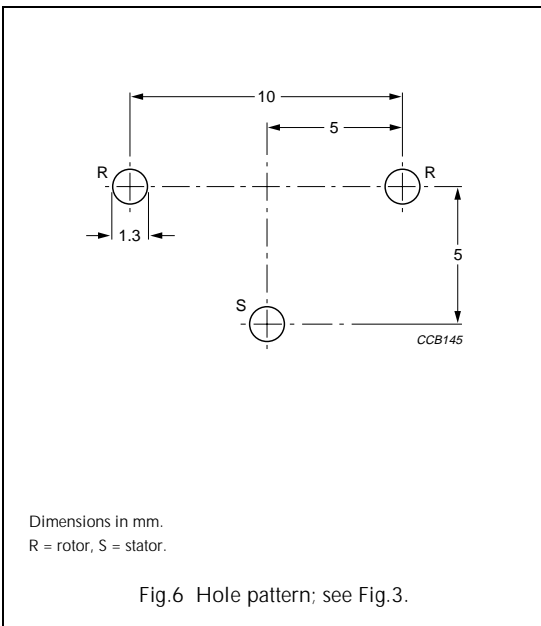 10
5
R
R
1.3
5
S
CCB145
Dimensions in mm.
R = rotor, S = stator.
Fig.6 Hole pattern; see Fig.3.